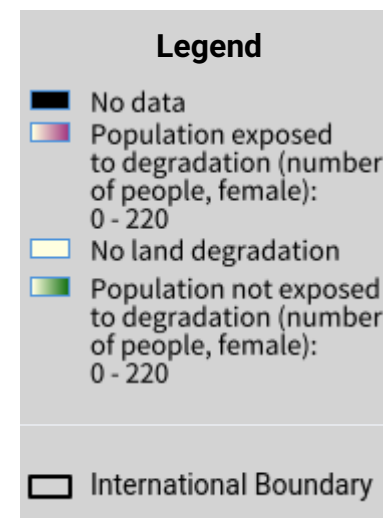 Legend
No data
Population exposed
to degradation (number
of people, female):
0 - 220
No land degradation
Population not exposed
to degradation (number
of people, female):
0 - 220
International Boundary